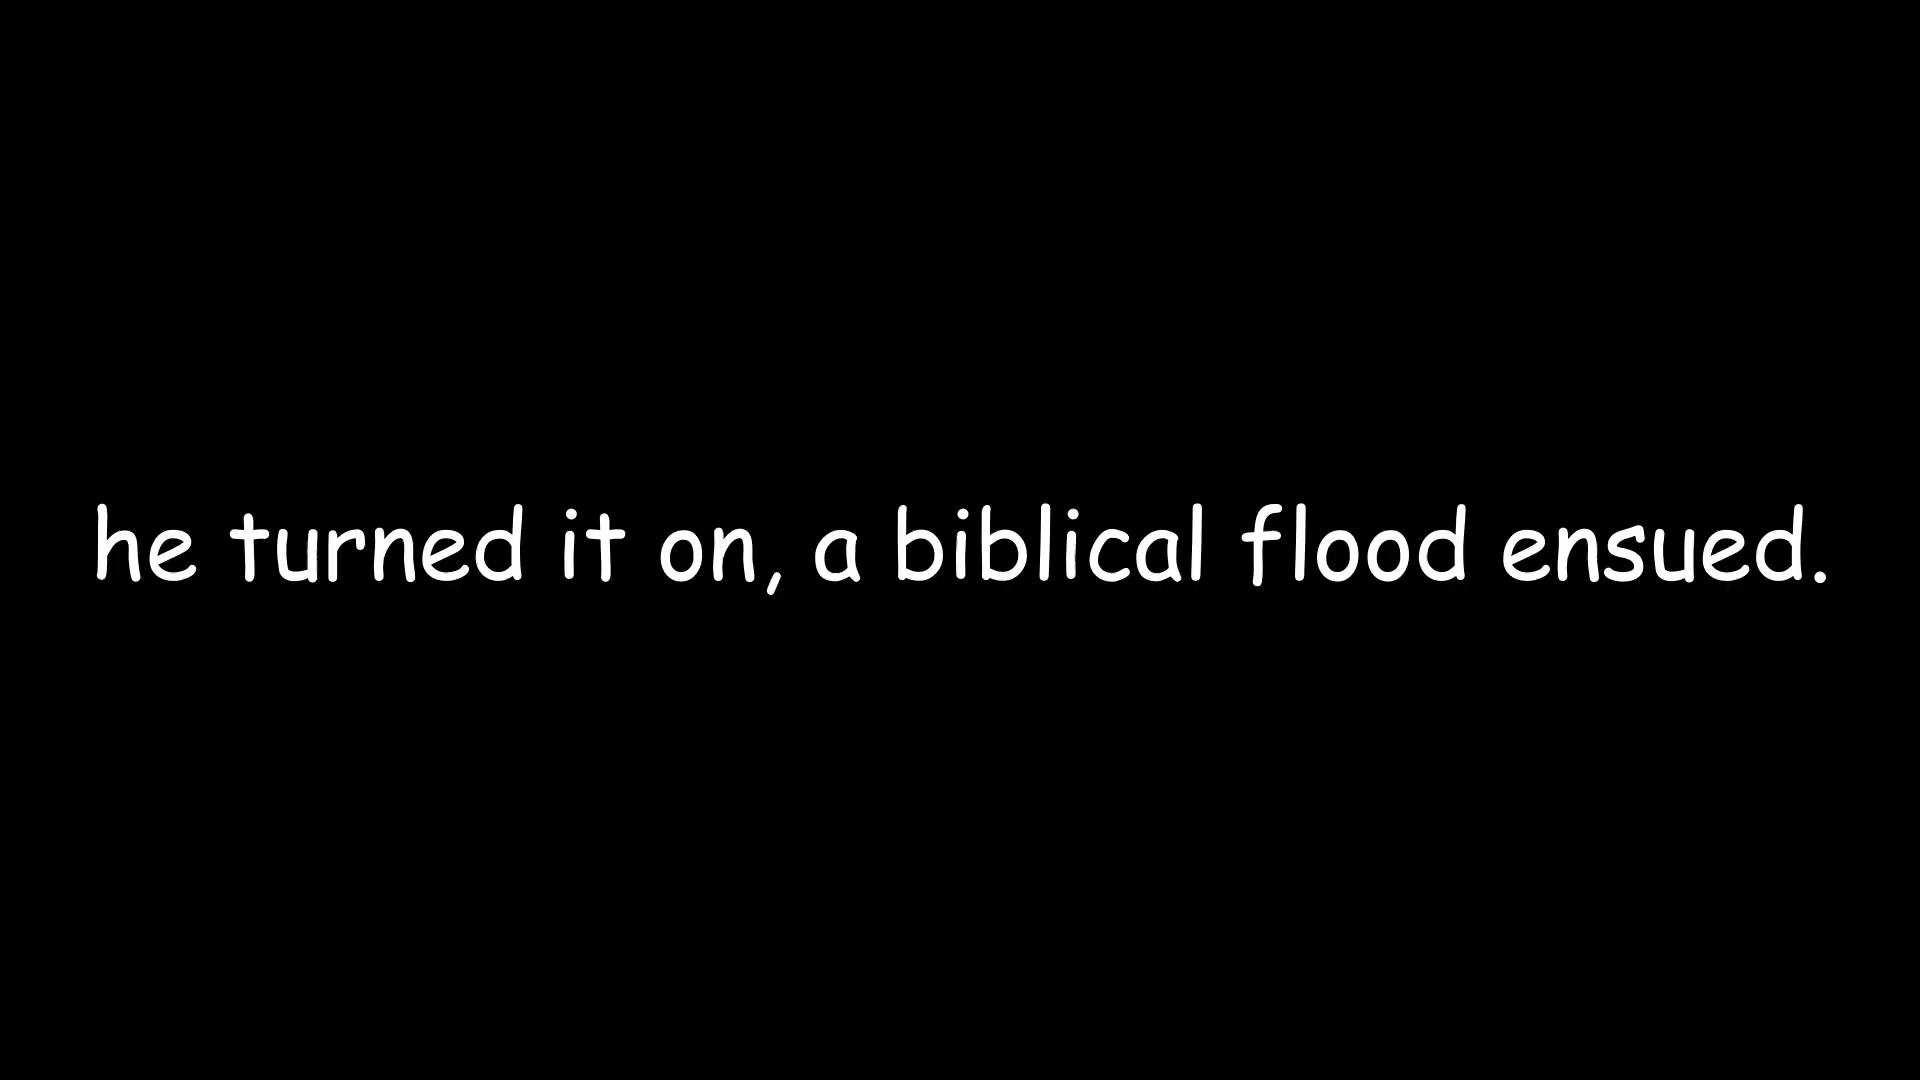 he turned it on, a biblical flood ensued.